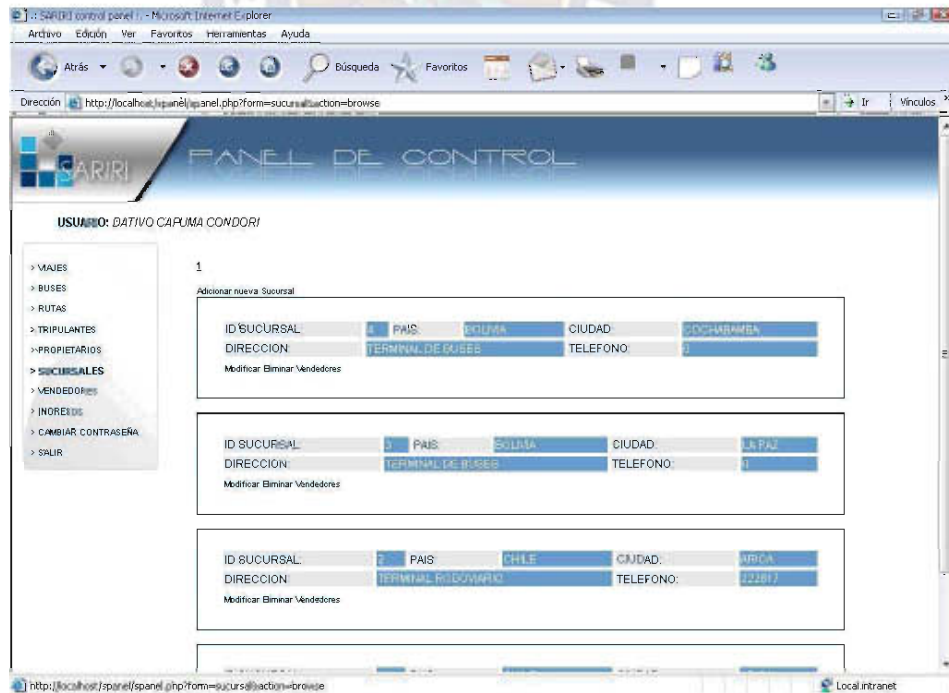 .: SARIRI control panel :. - Microsoft Internet Explorer
Archivo Edición Ver Favoritos Herramientas Ayuda
Atrás Búsqueda Favoritos
Dirección http://localhost/spanel/spanel.php?form=sucursal&action=browse Ir Vínculos
SARIRI
PANEL DE CONTROL
USUARIO: DATIVO CAPUMA CONDORI
> VIAJES
> BUSES
> RUTAS
> TRIPULANTES
> PROPIETARIOS
> SUCURSALES
> VENDEDORES
> INGRESOS
> CAMBIAR CONTRASEÑA
> SALIR
1
Adicionar nueva Sucursal
ID SUCURSAL: 4 PAIS: BOLIVIA CIUDAD: COCHABAMBA
DIRECCION: TERMINAL DE BUSES TELEFONO: 0
Modificar Eliminar Vendedores
ID SUCURSAL: 3 PAIS: BOLIVIA CIUDAD: LA PAZ
DIRECCION: TERMINAL DE BUSES TELEFONO: 0
Modificar Eliminar Vendedores
ID SUCURSAL: 2 PAIS: CHILE CIUDAD: ARICA
DIRECCION: TERMINAL RODOVIARIO TELEFONO:
Modificar Eliminar Vendedores
http://localhost/spanel/spanel.php?form=sucursal&action=browse Local intranet